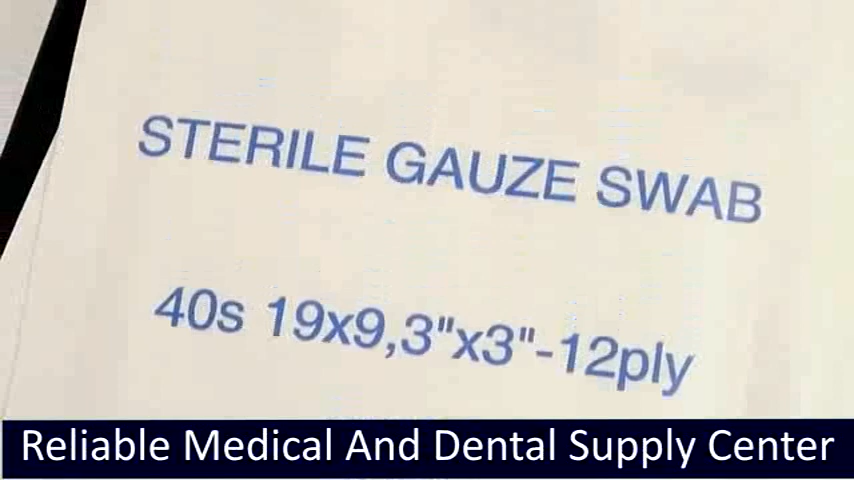 STERILE GAUZE SWAB
40s 19x9,3"x3"-12ply
Reliable Medical And Dental Supply Center